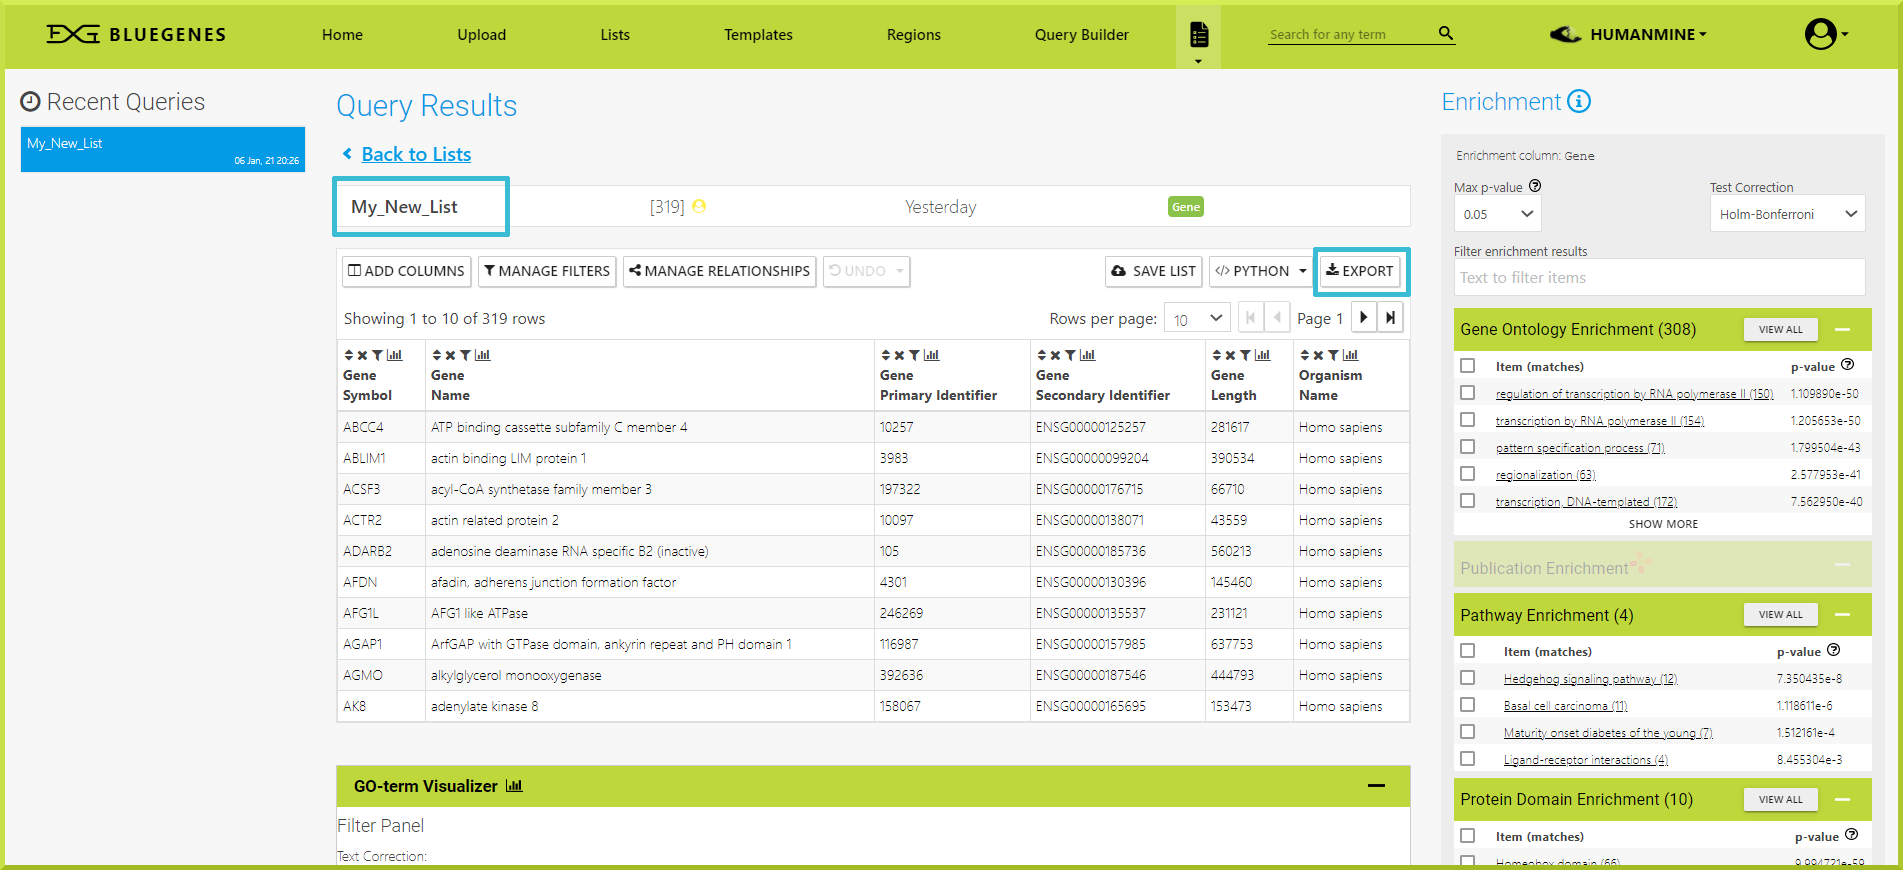 BLUEGENES
Home
Upload
Lists
Templates
Regions
Query Builder
Search for any term
HUMANMINE
Recent Queries
My_New_List
06 Jan, 21 20:26
Query Results
Back to Lists
My_New_List
[319]
Yesterday
Gene
ADD COLUMNS
MANAGE FILTERS
MANAGE RELATIONSHIPS
UNDO
SAVE LIST
</> PYTHON
EXPORT
Showing 1 to 10 of 319 rows
Rows per page: 10
Page 1
Gene Symbol
Gene Name
Gene Primary Identifier
Gene Secondary Identifier
Gene Length
Organism Name
ABCC4 ATP binding cassette subfamily C member 4 10257 ENSG00000125257 281617 Homo sapiens
ABLIM1 actin binding LIM protein 1 3983 ENSG00000099204 390534 Homo sapiens
ACSF3 acyl-CoA synthetase family member 3 197322 ENSG00000176715 66710 Homo sapiens
ACTR2 actin related protein 2 10097 ENSG00000138071 43559 Homo sapiens
ADARB2 adenosine deaminase RNA specific B2 (inactive) 105 ENSG00000185736 560213 Homo sapiens
AFDN afadin, adherens junction formation factor 4301 ENSG00000130396 145460 Homo sapiens
AFG1L AFG1 like ATPase 246269 ENSG00000135537 231121 Homo sapiens
AGAP1 ArfGAP with GTPase domain, ankyrin repeat and PH domain 1 116987 ENSG00000157985 637753 Homo sapiens
AGMO alkylglycerol monooxygenase 392636 ENSG00000187546 444793 Homo sapiens
AK8 adenylate kinase 8 158067 ENSG00000165695 153473 Homo sapiens
GO-term Visualizer
Filter Panel
Text Correction:
Enrichment
Enrichment column: Gene
Max p-value
0.05
Test Correction
Holm-Bonferroni
Filter enrichment results
Text to filter items
Gene Ontology Enrichment (308) VIEW ALL
Item (matches) p-value
regulation of transcription by RNA polymerase II (150) 1.109890e-50
transcription by RNA polymerase II (154) 1.205653e-50
pattern specification process (71) 1.799504e-43
regionalization (63) 2.577953e-41
transcription, DNA-templated (172) 7.562950e-40
SHOW MORE
Publication Enrichment
Pathway Enrichment (4) VIEW ALL
Item (matches) p-value
Hedgehog signaling pathway (12) 7.350435e-8
Basal cell carcinoma (11) 1.118611e-6
Maturity onset diabetes of the young (7) 1.512161e-4
Ligand-receptor interactions (4) 8.455304e-3
Protein Domain Enrichment (10) VIEW ALL
Item (matches) p-value
Homeobox domain (66) 9.994721e-59